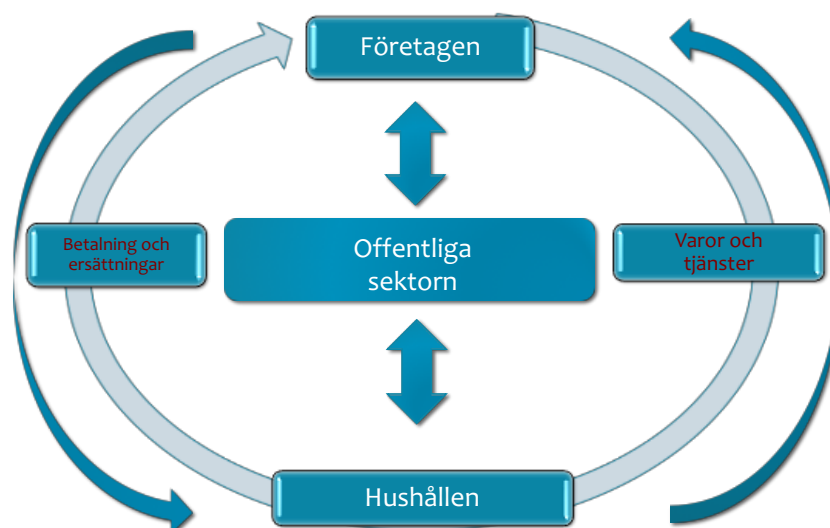 Företagen
Betalning och
ersättningar
Offentliga
sektorn
Varor och
tjänster
Hushållen